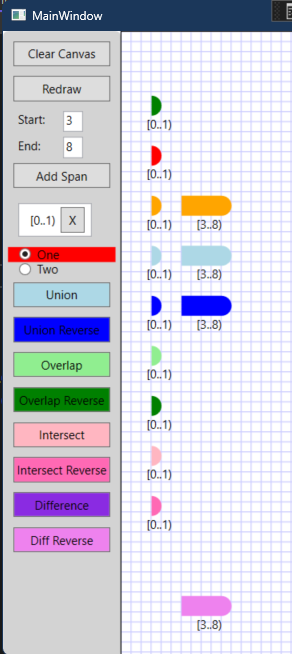 MainWindow
Clear Canvas
Redraw
Start: 3
End: 8
Add Span
[0..1) X
One
Two
Union
Union Reverse
Overlap
Overlap Reverse
Intersect
Intersect Reverse
Difference
Diff Reverse
[0..1)
[0..1)
[0..1) [3..8)
[0..1) [3..8)
[0..1) [3..8)
[0..1)
[0..1)
[0..1)
[0..1)
[3..8)